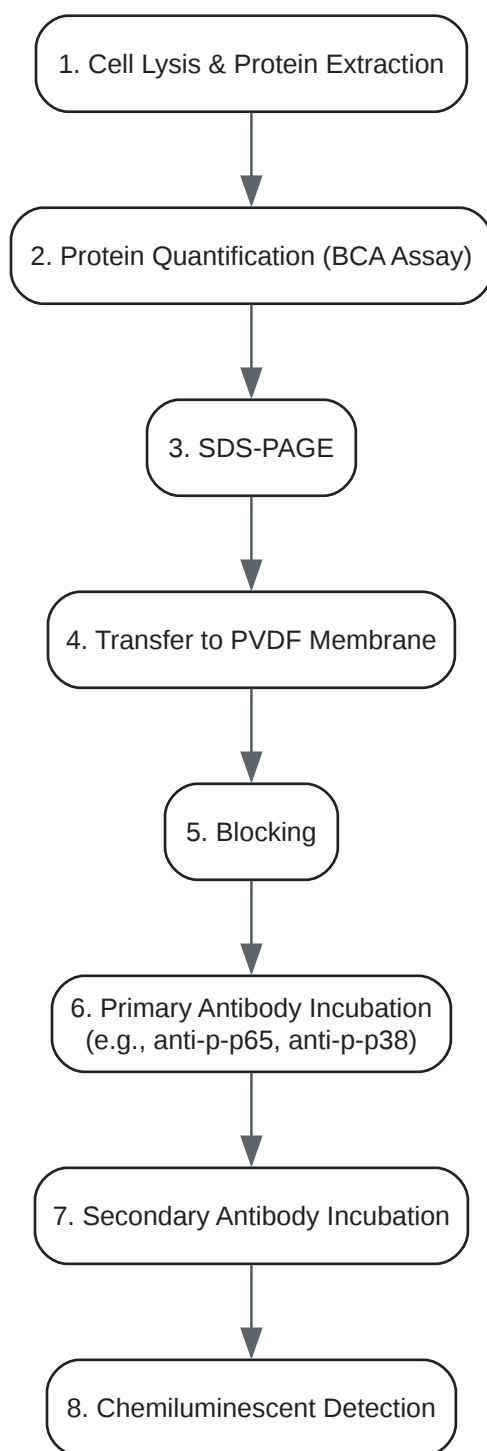 1. Cell Lysis & Protein Extraction
2. Protein Quantification (BCA Assay)
3. SDS-PAGE
4. Transfer to PVDF Membrane
5. Blocking
6. Primary Antibody Incubation
(e.g., anti-p-p65, anti-p-p38)
7. Secondary Antibody Incubation
8. Chemiluminescent Detection